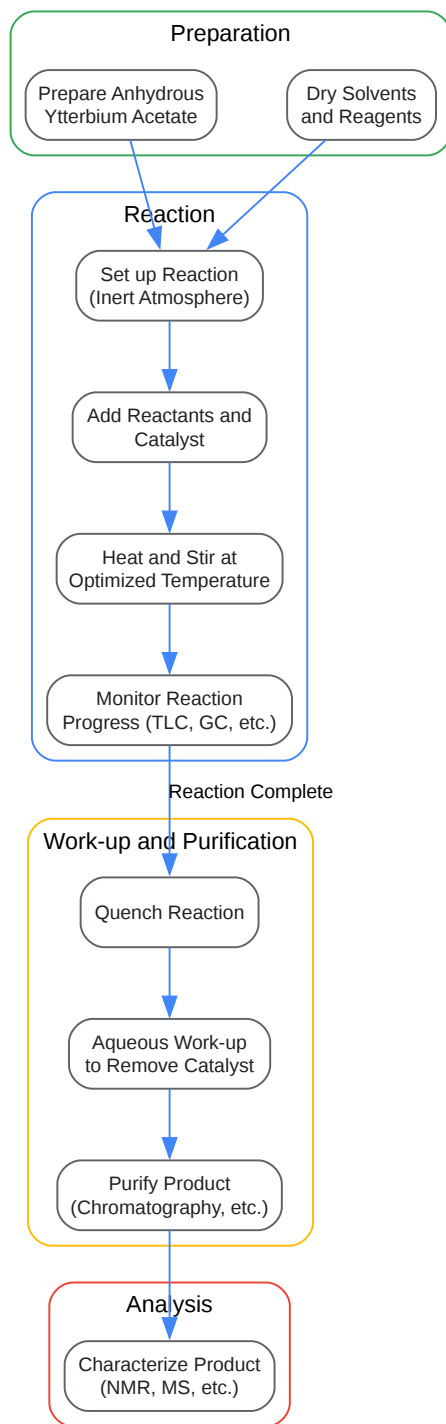 Preparation
Prepare Anhydrous
Ytterbium Acetate
Dry Solvents
and Reagents
Reaction
Set up Reaction
(Inert Atmosphere)
Add Reactants and
Catalyst
Heat and Stir at
Optimized Temperature
Monitor Reaction
Progress (TLC, GC, etc.)
Reaction Complete
Work-up and Purification
Quench Reaction
Aqueous Work-up
to Remove Catalyst
Purify Product
(Chromatography, etc.)
Analysis
Characterize Product
(NMR, MS, etc.)